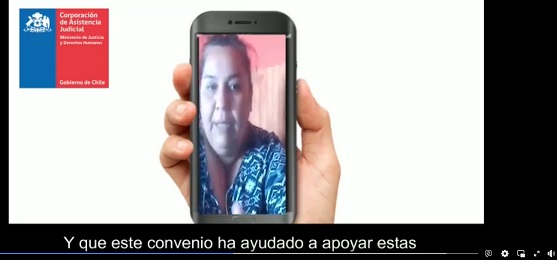 Corporación
de Asistencia
Judicial
Ministerio de Justicia
y Derechos Humanos
Gobierno de Chile
Y que este convenio ha ayudado a apoyar estas